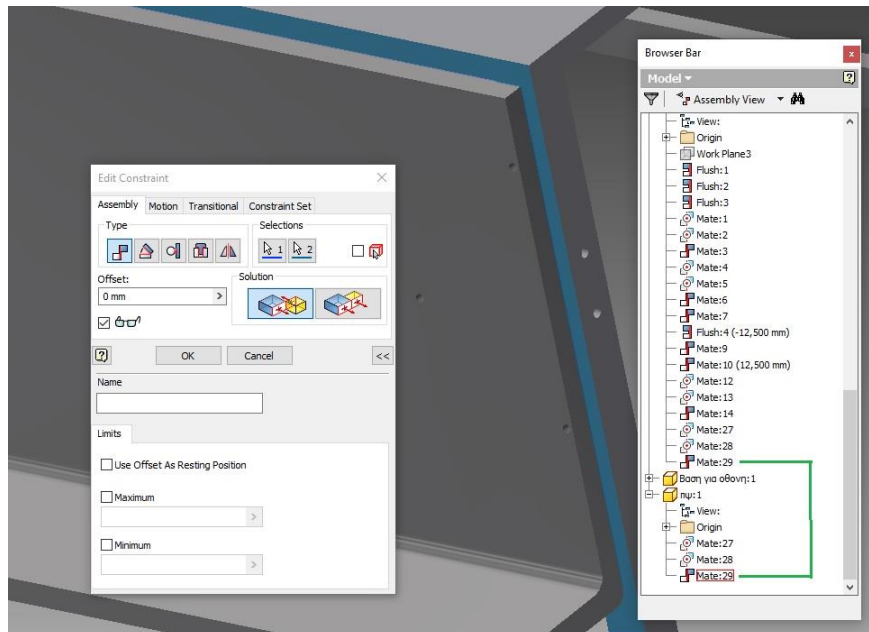 Browser Bar
x
Model
Assembly View
View:
Origin
Work Plane3
Flush:1
Flush:2
Flush:3
Mate:1
Mate:2
Mate:3
Mate:4
Mate:5
Mate:6
Mate:7
Flush:4 (-12,500 mm)
Mate:9
Mate:10 (12,500 mm)
Mate:12
Mate:13
Mate:14
Mate:27
Mate:28
Mate:29
Βαση για οθονη:1
πψ:1
View:
Origin
Mate:27
Mate:28
Mate:29
Edit Constraint
Assembly Motion Transitional Constraint Set
Type Selections
1 2
Offset: Solution
0 mm >
OK Cancel <<
Name
Limits
Use Offset As Resting Position
Maximum
>
Minimum
>